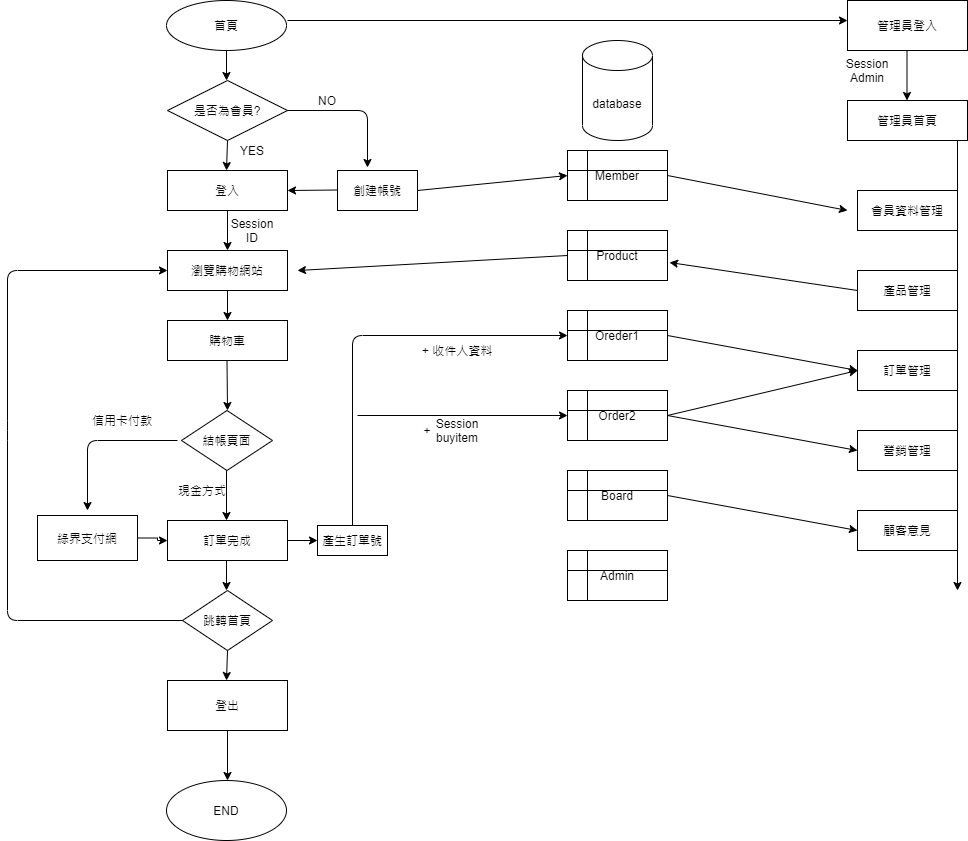 首頁
管理員登入
Session
Admin
database
NO
是否為會員?
管理員首頁
YES
Member
登入
創建帳號
會員資料管理
Session
ID
Product
瀏覽購物網站
產品管理
購物車
Oreder1
+ 收件人資料
訂單管理
信用卡付款
Order2
+ Session
buyitem
結帳頁面
營銷管理
現金方式
Board
綠界支付網
訂單完成
產生訂單號
顧客意見
Admin
跳轉首頁
登出
END